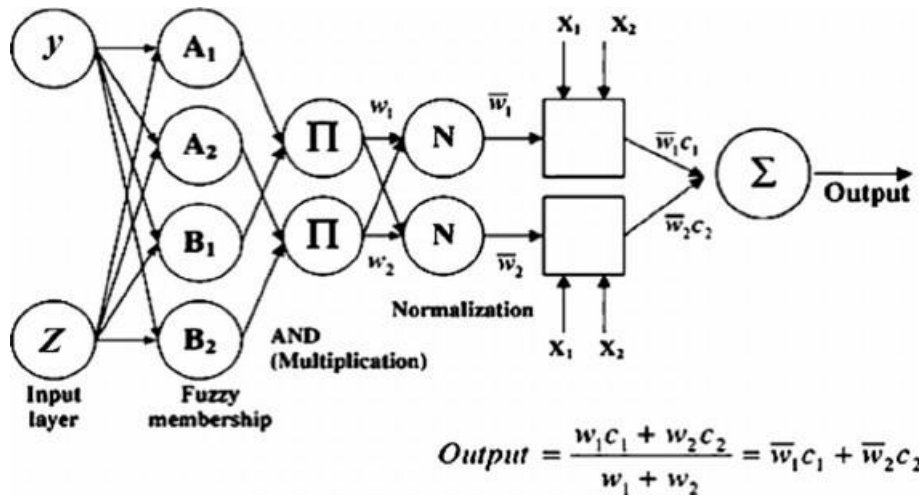 X₁ X₂
y A₁
w₁ w̅₁
Π N w̅₁c₁
A₂
Σ
Output
B₁ Π N w̅₂c₂
w₂ w̅₂
Normalization
Z B₂ AND
(Multiplication)
X₁ X₂
Input
layer
Fuzzy
membership
Output = (w₁c₁ + w₂c₂) / (w₁ + w₂) = w̅₁c₁ + w̅₂c₂